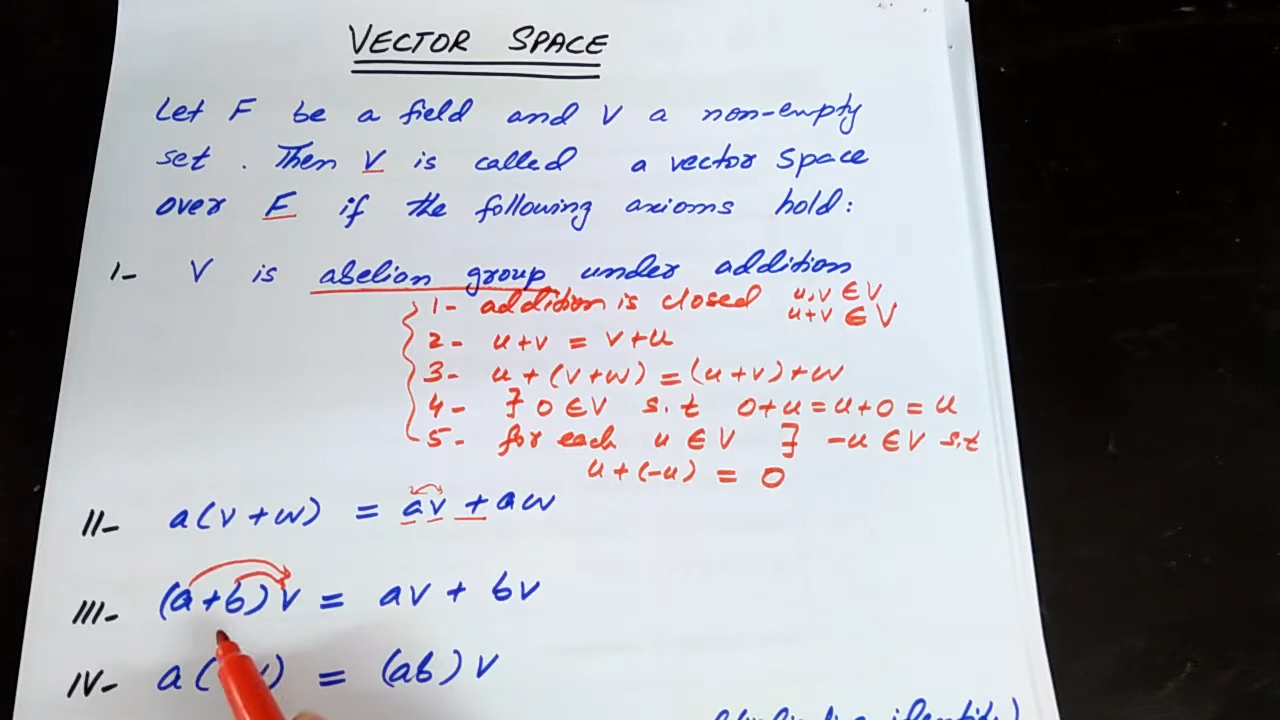 VECTOR SPACE
Let F be a field and V a non-empty
set. Then V is called a vector space
over F if the following axioms hold:
I- V is abelian group under addition
1- addition is closed u,v ∈ V
u+v ∈ V
2- u+v = v+u
3- u+(v+w) = (u+v)+w
4- ∃ 0 ∈ V s.t 0+u = u+0 = u
5- for each u ∈ V ∃ -u ∈ V s.t
u+(-u) = 0
II- a(v+w) = av + aw
III- (a+b)v = av + bv
IV- a( ) = (ab)v